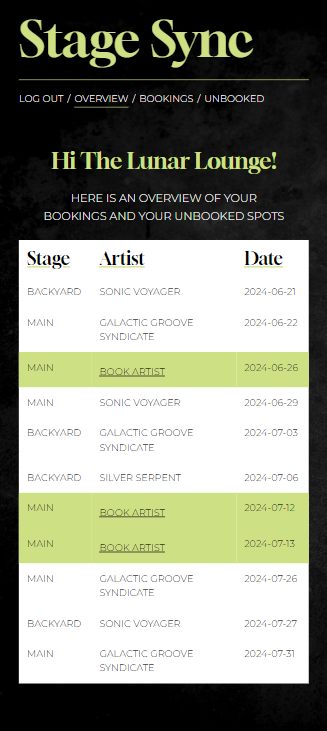 Stage Sync
LOG OUT / OVERVIEW / BOOKINGS / UNBOOKED
Hi The Lunar Lounge!
HERE IS AN OVERVIEW OF YOUR
BOOKINGS AND YOUR UNBOOKED SPOTS
Stage Artist Date
BACKYARD SONIC VOYAGER 2024-06-21
MAIN GALACTIC GROOVE 2024-06-22
SYNDICATE
MAIN BOOK ARTIST 2024-06-26
MAIN SONIC VOYAGER 2024-06-29
BACKYARD GALACTIC GROOVE 2024-07-03
SYNDICATE
BACKYARD SILVER SERPENT 2024-07-06
MAIN BOOK ARTIST 2024-07-12
MAIN BOOK ARTIST 2024-07-13
MAIN GALACTIC GROOVE 2024-07-26
SYNDICATE
BACKYARD SONIC VOYAGER 2024-07-27
MAIN GALACTIC GROOVE 2024-07-31
SYNDICATE